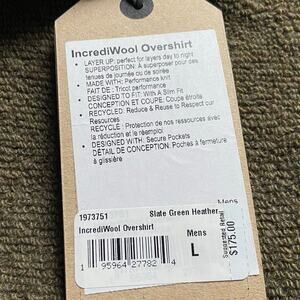 IncrediWool Overshirt
• LAYER UP: perfect for layers day to night
SUPERPOSITION: A superposer pour des
tenues de journée ou de soirée
• MADE WITH: Performance knit
FAIT DE : Tricot performance
• DESIGNED TO FIT: With A Slim Fit
CONCEPTION ET COUPE: Coupe étroite
• RECYCLED: Reduce & Reuse to Respect our
Resources
RECYCLÉ : Protection de nos ressources avec
la réduction et le réemploi
• DESIGNED WITH: Secure Pockets
DÉTAIL DE CONCEPTION: Poches à fermeture
à glissière
Mens
1973751 Slate Green Heather
IncrediWool Overshirt Mens
L
1 95964 27782 4
Suggested Retail
$175.00